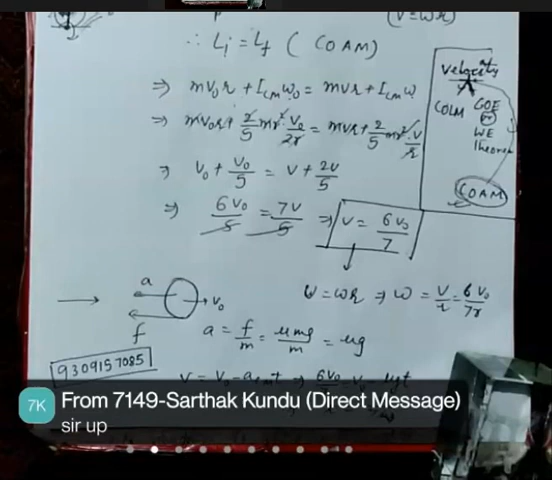 (v=ωr)
∴ Li = Lf ( COAM)
⇒ mv₀r + Icmω₀ = mvr + Icmω
⇒ mv₀r + 2/5 mr² · v₀/2r = mvr + 2/5 mr² v/r
⇒ v₀ + v₀/5 = v + 2v/5
⇒ 6v₀/5 = 7v/5 ⇒ v = 6v₀/7
velocity
COLM COE
WE
theorem
COAM
a
v₀
f
v = ωr ⇒ ω = v/r = 6v₀/7r
a = f/m = μmg/m = μg
9309157085
7K
From 7149-Sarthak Kundu (Direct Message)
sir up